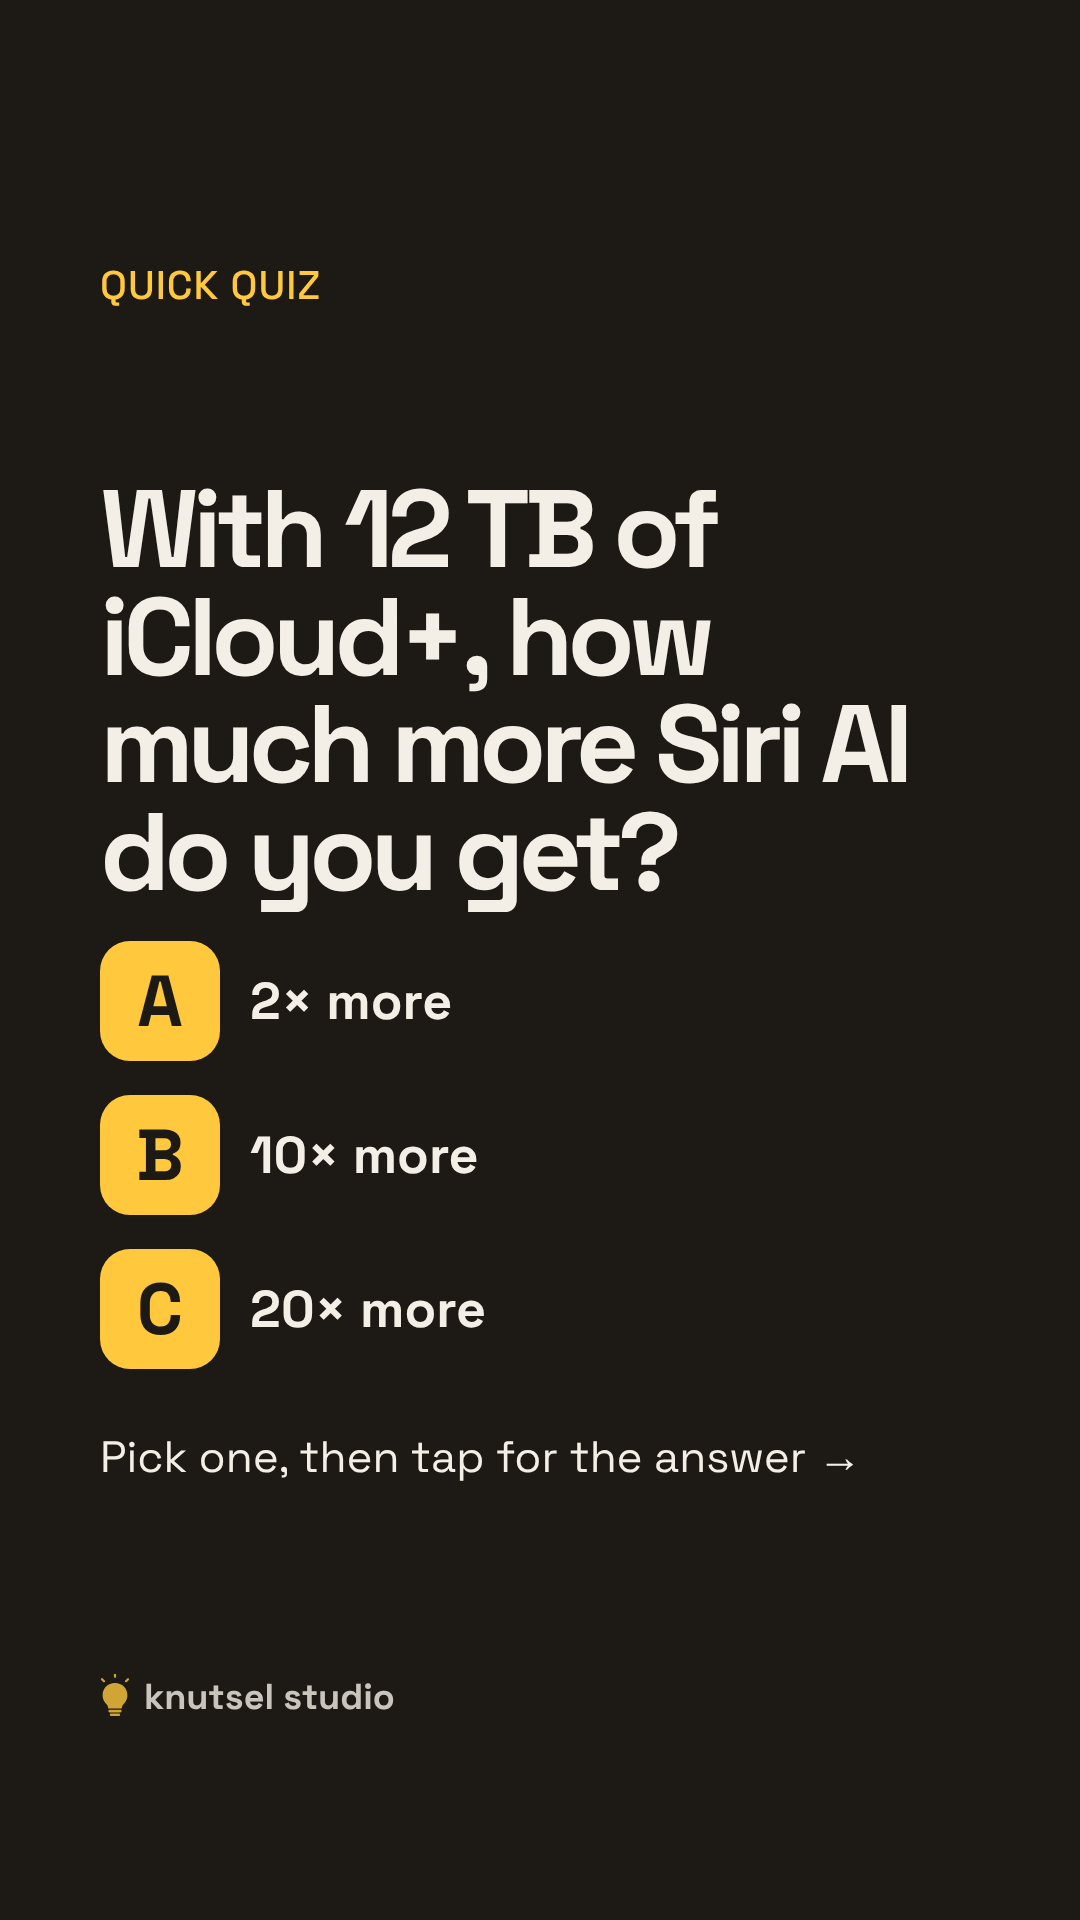 QUICK QUIZ
With 12 TB of
iCloud+, how
much more Siri AI
do you get?
A 2× more
B 10× more
C 20× more
Pick one, then tap for the answer →
knutsel studio